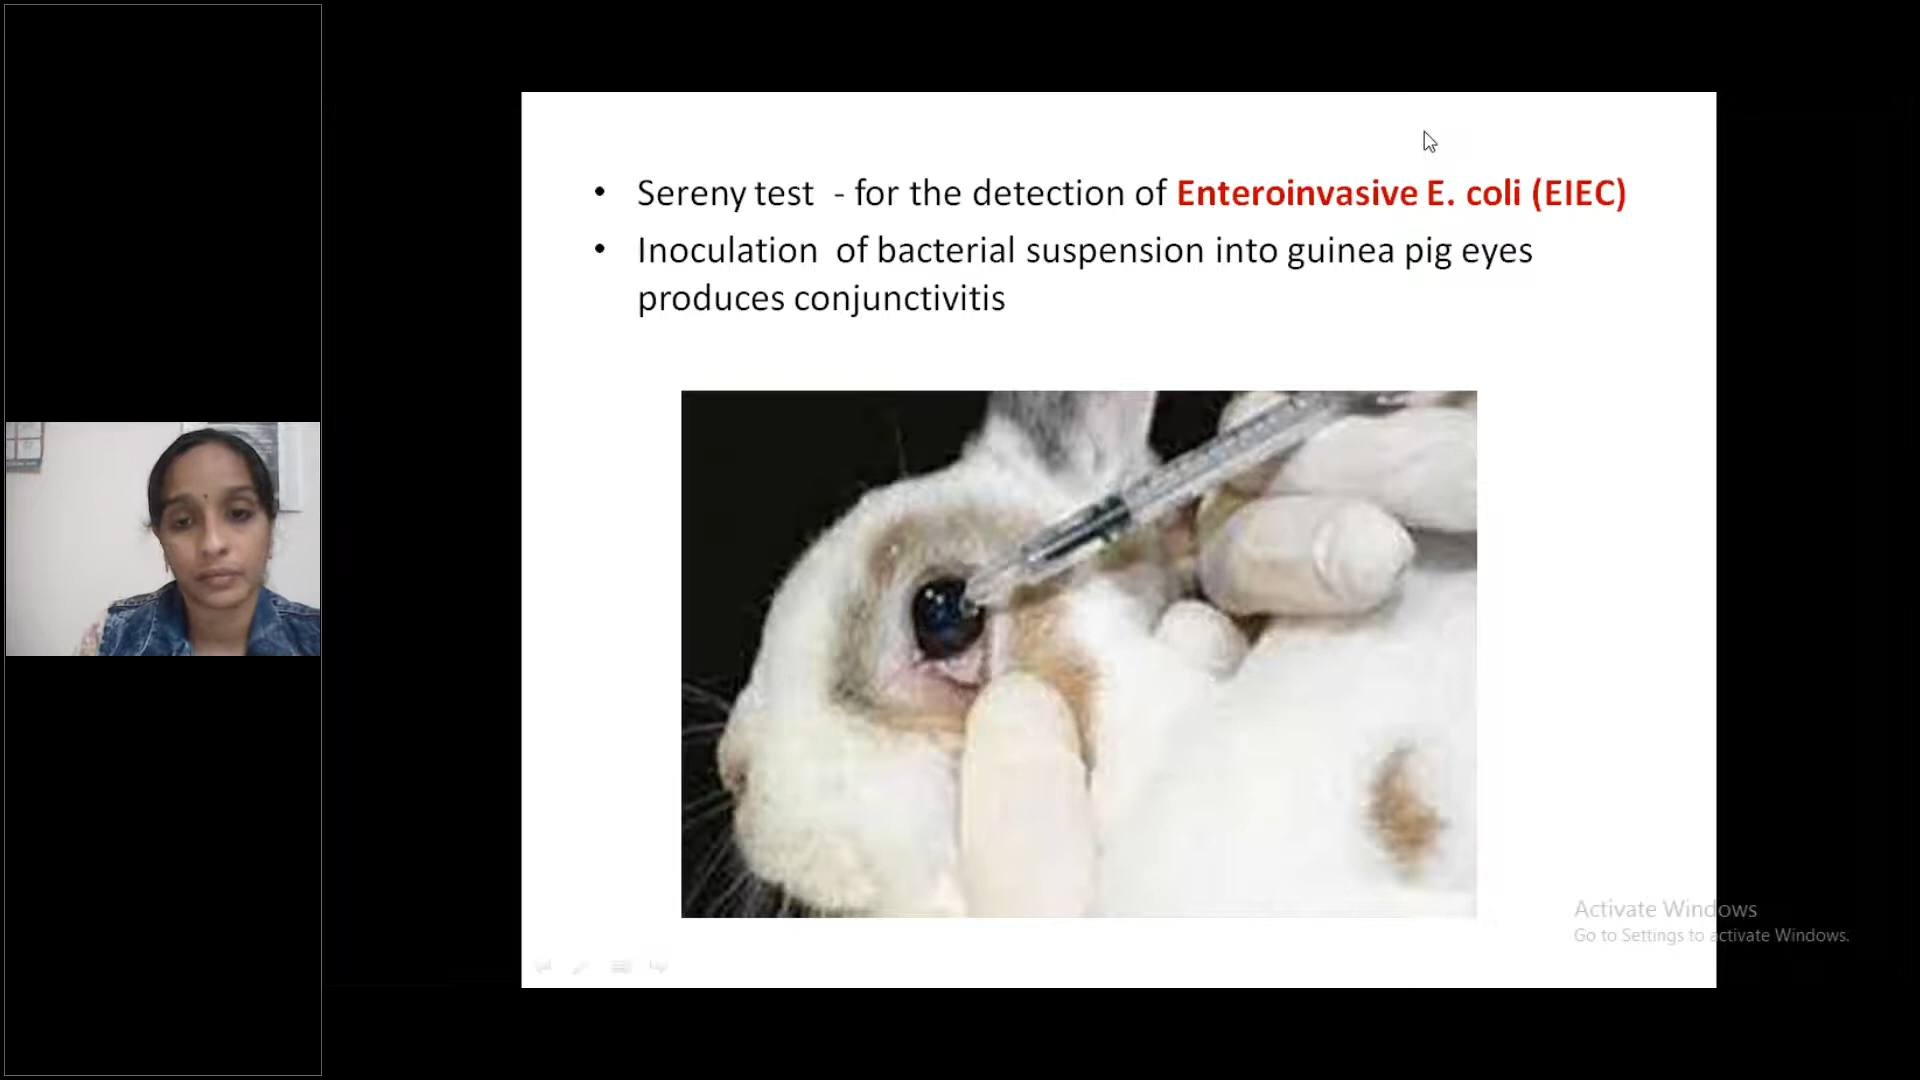 • Sereny test - for the detection of Enteroinvasive E. coli (EIEC)
• Inoculation of bacterial suspension into guinea pig eyes
produces conjunctivitis
Activate Windows
Go to Settings to activate Windows.